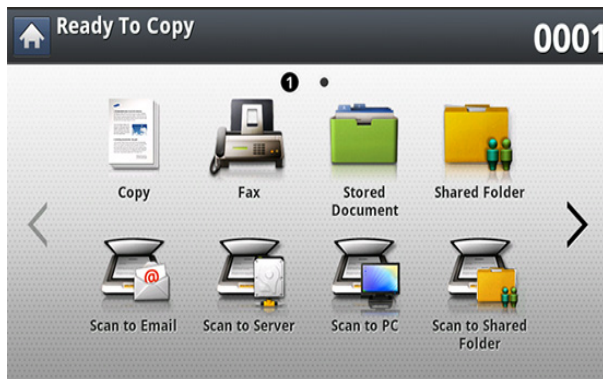 Ready To Copy
0001
1
Copy
Fax
Stored
Document
Shared Folder
@
Scan to Email
Scan to Server
Scan to PC
Scan to Shared
Folder